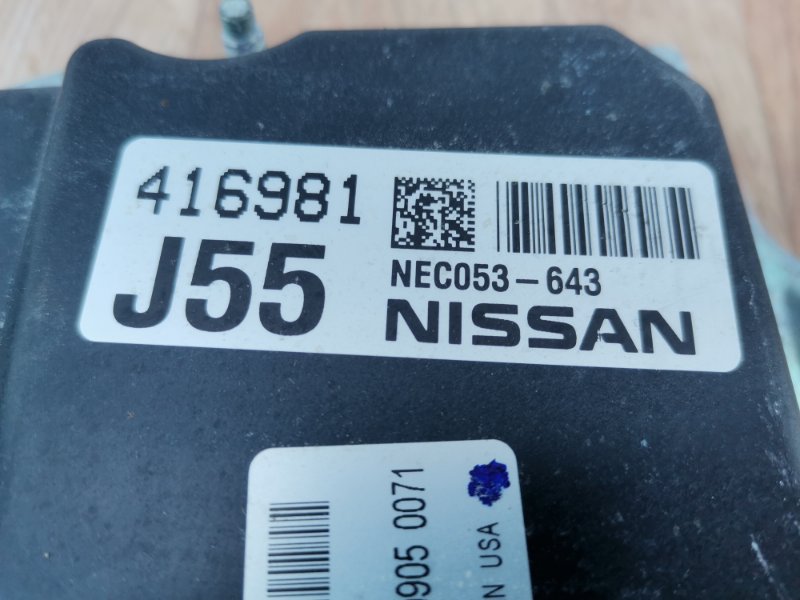 416981
J55
NEC053-643
NISSAN
905 0071
N USA